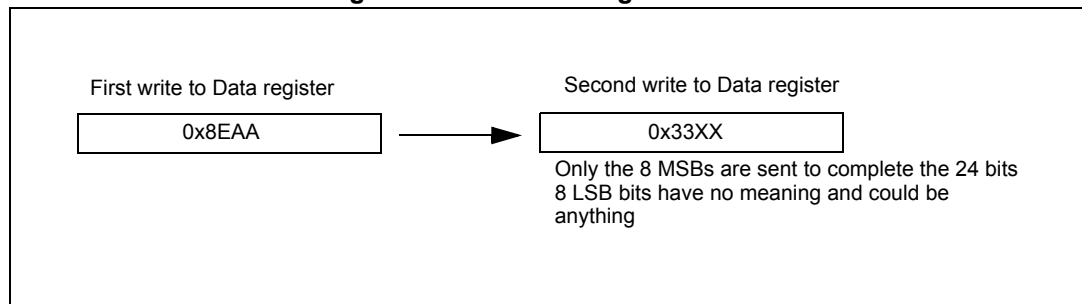 First write to Data register
Second write to Data register
0x8EAA
0x33XX
Only the 8 MSBs are sent to complete the 24 bits
8 LSB bits have no meaning and could be
anything